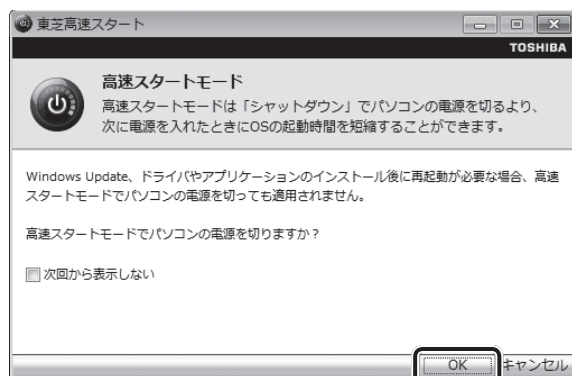 東芝高速スタート
TOSHIBA
高速スタートモード
高速スタートモードは「シャットダウン」でパソコンの電源を切るより、
次に電源を入れたときにOSの起動時間を短縮することができます。
Windows Update、ドライバやアプリケーションのインストール後に再起動が必要な場合、高速
スタートモードでパソコンの電源を切っても適用されません。
高速スタートモードでパソコンの電源を切りますか？
次回から表示しない
OK キャンセル